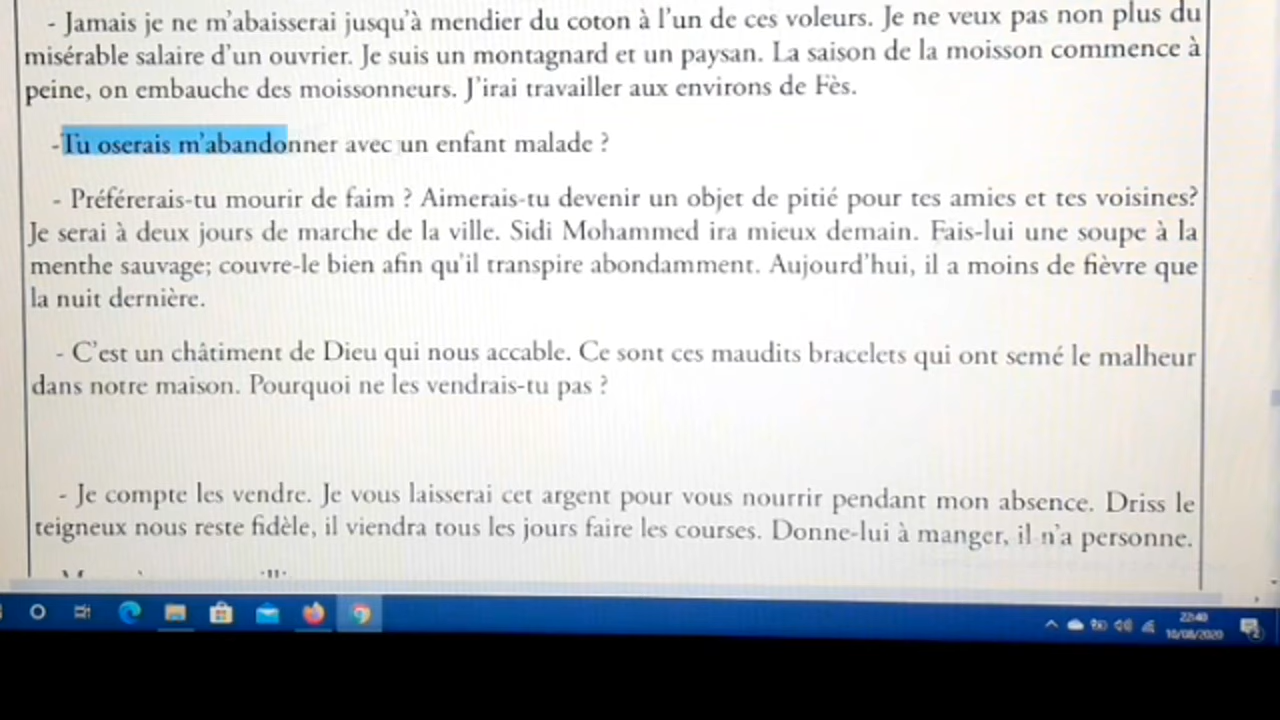 - Jamais je ne m'abaisserai jusqu'à mendier du coton à l'un de ces voleurs. Je ne veux pas non plus du
misérable salaire d'un ouvrier. Je suis un montagnard et un paysan. La saison de la moisson commence à
peine, on embauche des moissonneurs. J'irai travailler aux environs de Fès.
-Tu oserais m'abandonner avec un enfant malade ?
- Préférerais-tu mourir de faim ? Aimerais-tu devenir un objet de pitié pour tes amies et tes voisines?
Je serai à deux jours de marche de la ville. Sidi Mohammed ira mieux demain. Fais-lui une soupe à la
menthe sauvage; couvre-le bien afin qu'il transpire abondamment. Aujourd'hui, il a moins de fièvre que
la nuit dernière.
- C'est un châtiment de Dieu qui nous accable. Ce sont ces maudits bracelets qui ont semé le malheur
dans notre maison. Pourquoi ne les vendrais-tu pas ?
- Je compte les vendre. Je vous laisserai cet argent pour vous nourrir pendant mon absence. Driss le
teigneux nous reste fidèle, il viendra tous les jours faire les courses. Donne-lui à manger, il n'a personne.
22:40
10/08/2020